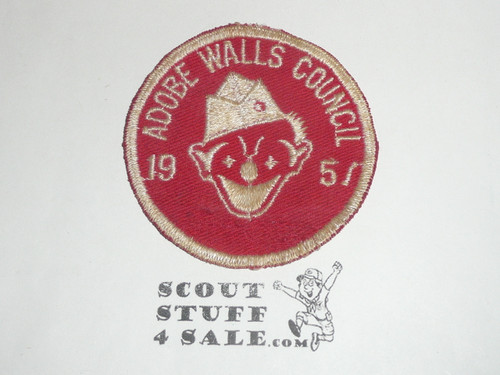 ADOBE WALLS COUNCIL
19 51
SCOUT
STUFF
4 SALE.COM